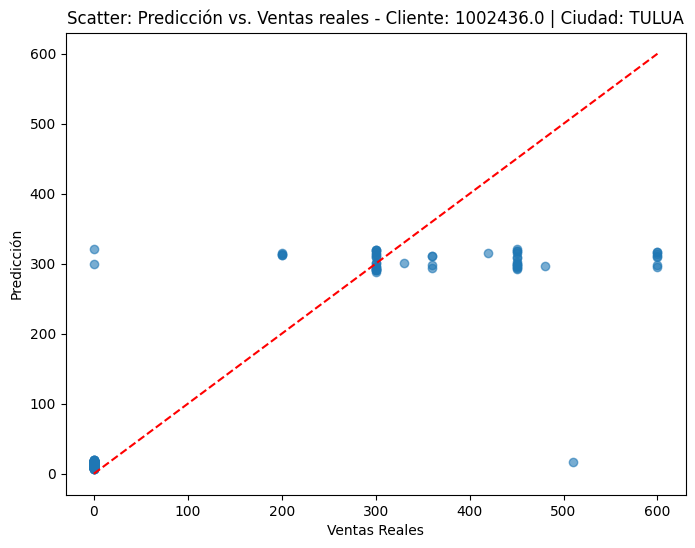 Scatter: Predicción vs. Ventas reales - Cliente: 1002436.0 | Ciudad: TULUA
600
500
400
300
200
100
0
Predicción
0 100 200 300 400 500 600
Ventas Reales